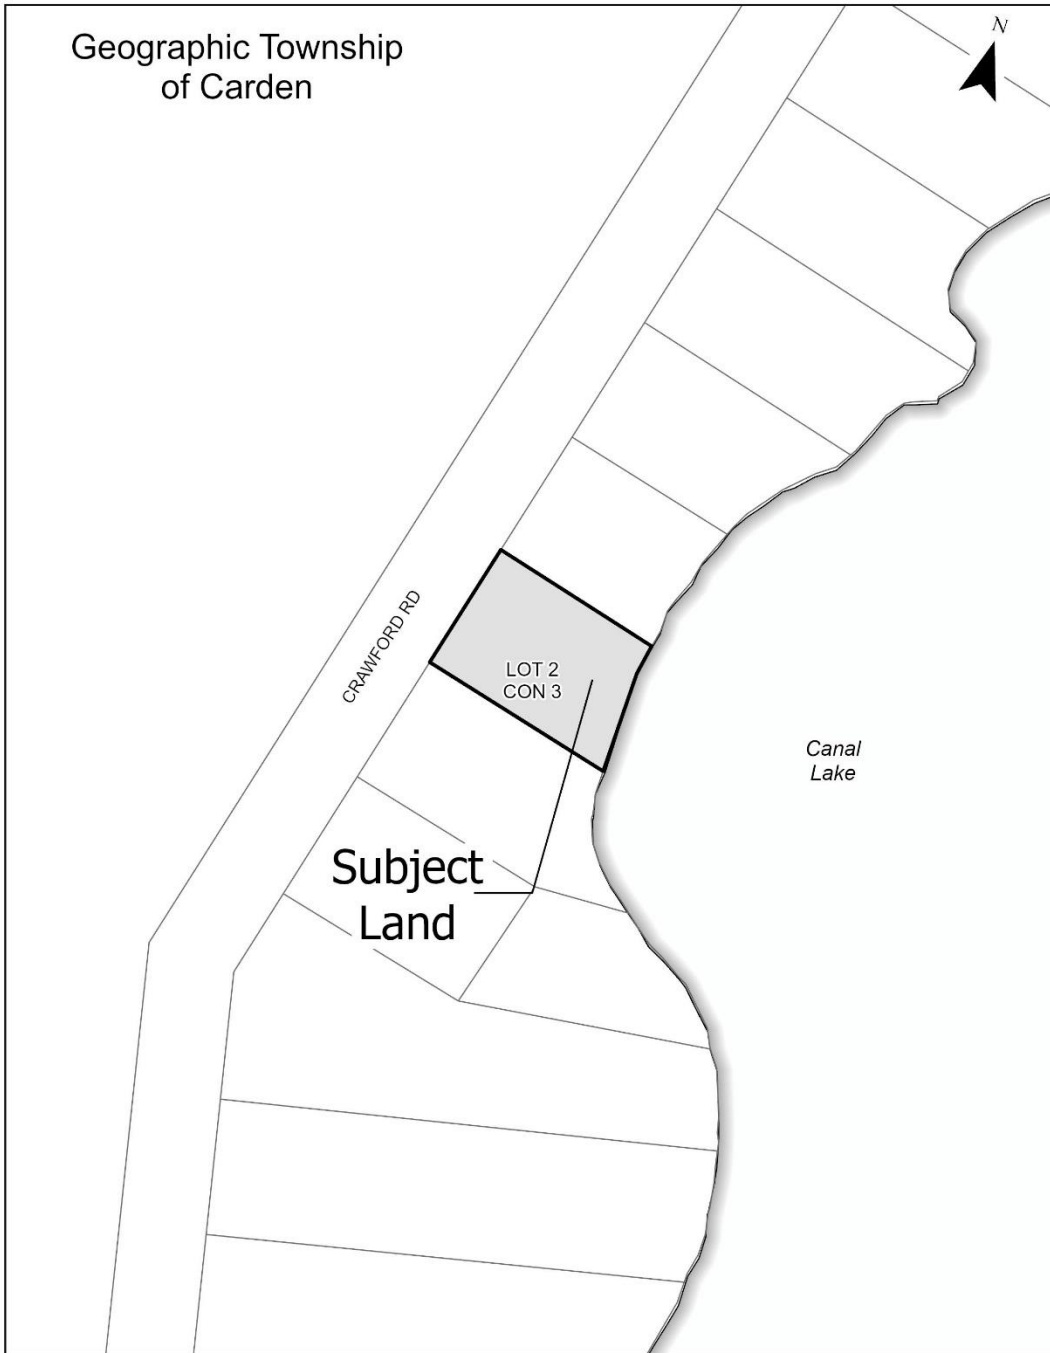 Geographic Township
of Carden
N
CRAWFORD RD
LOT 2
CON 3
Canal
Lake
Subject
Land